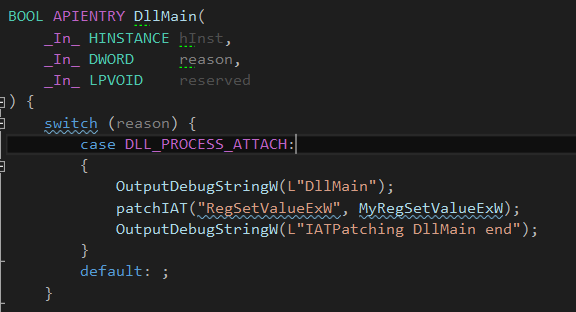 BOOL APIENTRY DllMain(
    _In_ HINSTANCE hInst,
    _In_ DWORD     reason,
    _In_ LPVOID    reserved
) {
    switch (reason) {
        case DLL_PROCESS_ATTACH:
        {
            OutputDebugStringW(L"DllMain");
            patchIAT("RegSetValueExW", MyRegSetValueExW);
            OutputDebugStringW(L"IATPatching DllMain end");
        }
        default: ;
    }